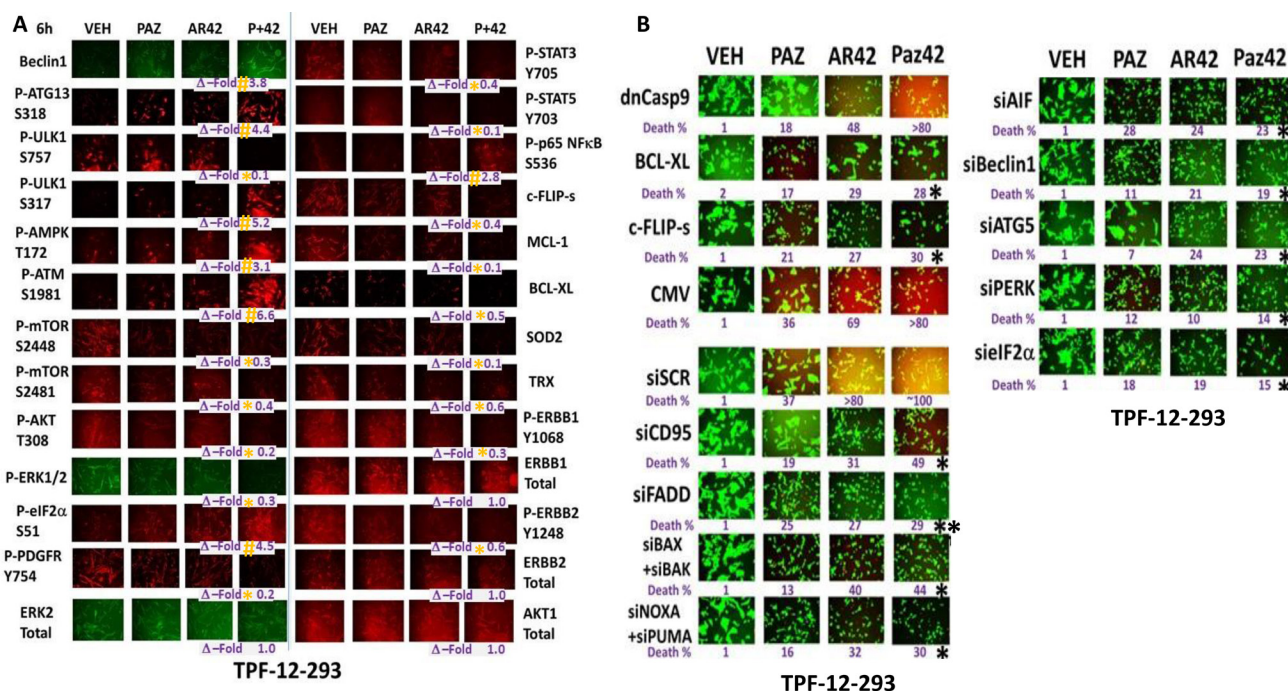 A
6h VEH PAZ AR42 P+42 VEH PAZ AR42 P+42
Beclin1
Δ–Fold #3.8
P-ATG13
S318
Δ–Fold #4.4
P-ULK1
S757
Δ–Fold *0.1
P-ULK1
S317
Δ–Fold #5.2
P-AMPK
T172
Δ–Fold #3.1
P-ATM
S1981
Δ–Fold #6.6
P-mTOR
S2448
Δ–Fold *0.3
P-mTOR
S2481
Δ–Fold *0.4
P-AKT
T308
Δ–Fold *0.2
P-ERK1/2
Δ–Fold *0.3
P-eIF2α
S51
Δ–Fold #4.5
P-PDGFR
Y754
Δ–Fold *0.2
ERK2
Total
Δ–Fold 1.0
P-STAT3
Y705
Δ–Fold *0.4
P-STAT5
Y703
Δ–Fold *0.1
P-p65 NFκB
S536
Δ–Fold #2.8
c-FLIP-s
Δ–Fold *0.4
MCL-1
Δ–Fold *0.1
BCL-XL
Δ–Fold *0.5
SOD2
Δ–Fold *0.1
TRX
Δ–Fold *0.6
P-ERBB1
Y1068
Δ–Fold *0.3
ERBB1
Total
Δ–Fold 1.0
P-ERBB2
Y1248
Δ–Fold *0.6
ERBB2
Total
Δ–Fold 1.0
AKT1
Total
Δ–Fold 1.0
TPF-12-293
B
VEH PAZ AR42 Paz42
dnCasp9
Death % 1 18 48 >80
BCL-XL
Death % 2 17 29 28 *
c-FLIP-s
Death % 1 21 27 30 *
CMV
Death % 1 36 69 >80
siSCR
Death % 1 37 >80 ~100
siCD95
Death % 1 19 31 49 *
siFADD
Death % 1 25 27 29 **
siBAX
+siBAK
Death % 1 13 40 44 *
siNOXA
+siPUMA
Death % 1 16 32 30 *
TPF-12-293
VEH PAZ AR42 Paz42
siAIF
Death % 1 28 24 23 *
siBeclin1
Death % 1 11 21 19 *
siATG5
Death % 1 7 24 23 *
siPERK
Death % 1 12 10 14 *
sieIF2α
Death % 1 18 19 15 *
TPF-12-293